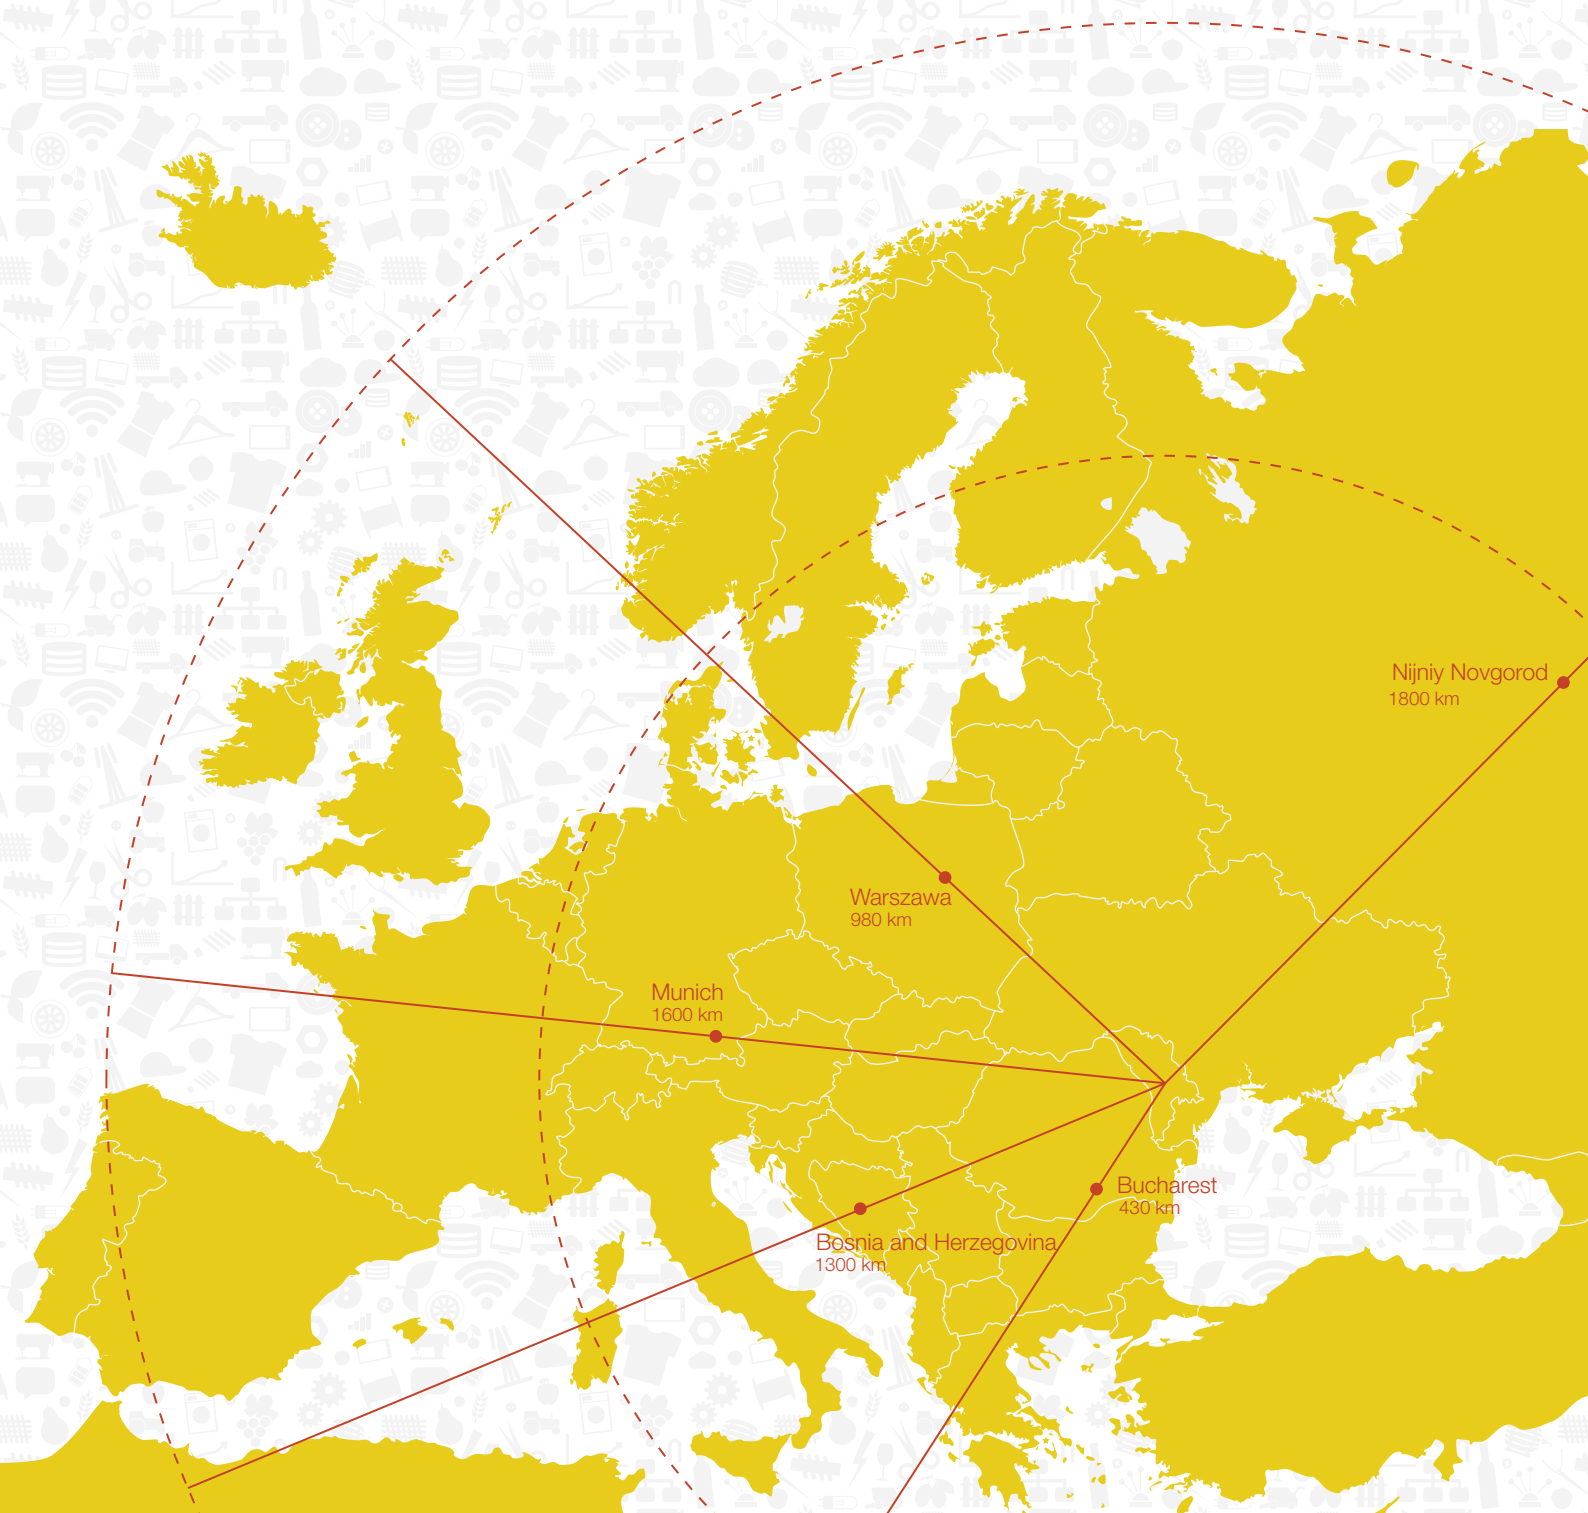 Nijniy Novgorod
1800 km
Warszawa
980 km
Munich
1600 km
Bucharest
430 km
Bosnia and Herzegovina
1300 km